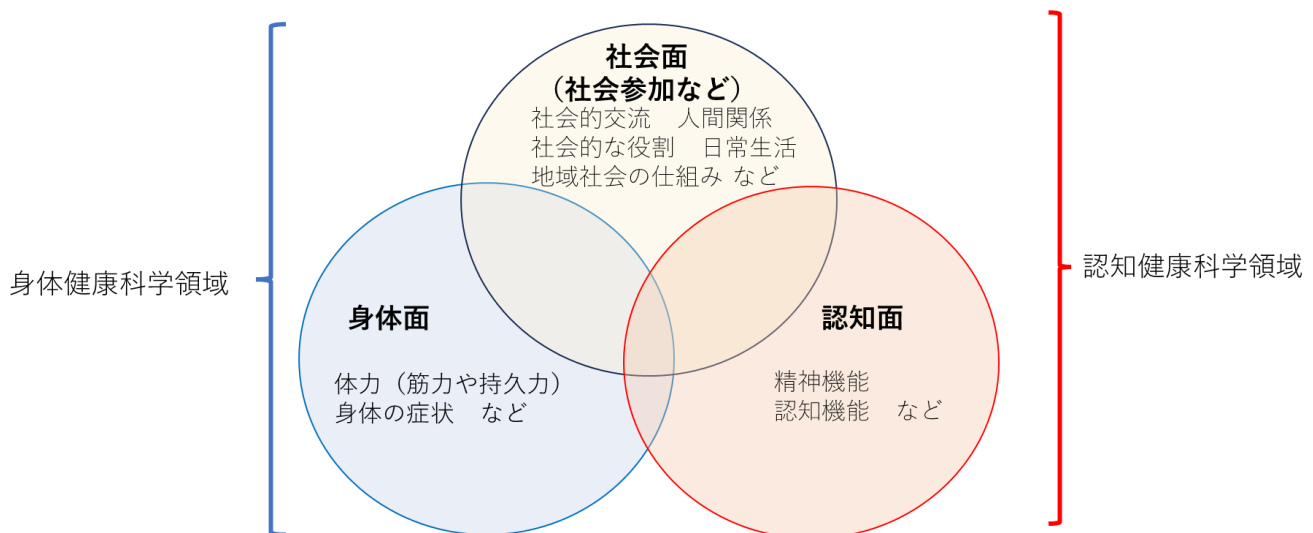 社会面
（社会参加など）
社会的交流　人間関係
社会的な役割　日常生活
地域社会の仕組み など
身体健康科学領域
認知健康科学領域
身体面
体力（筋力や持久力）
身体の症状　など
認知面
精神機能
認知機能　など